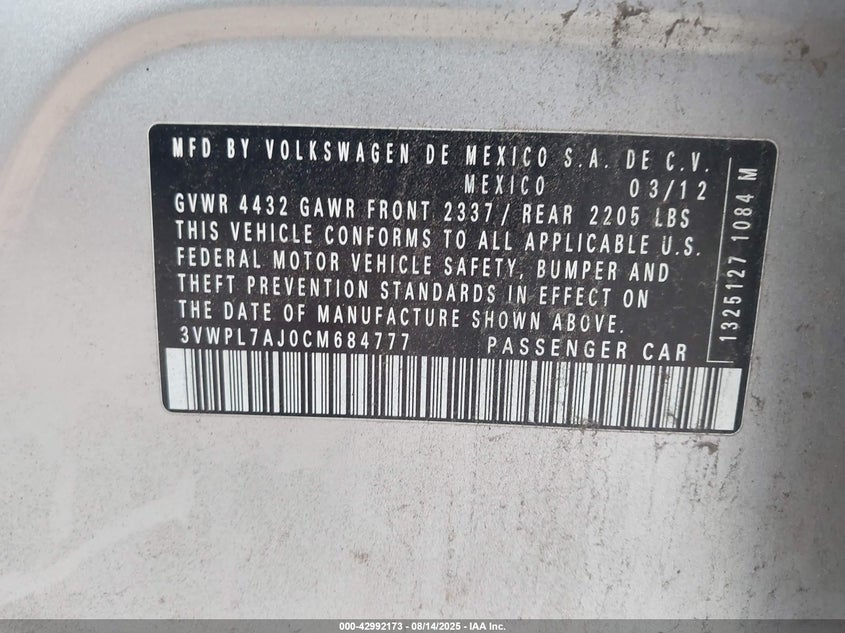 MFD BY VOLKSWAGEN DE MEXICO S.A. DE C.V.
MEXICO 03/12
GVWR 4432 GAWR FRONT 2337/ REAR 2205 LBS
THIS VEHICLE CONFORMS TO ALL APPLICABLE U.S.
FEDERAL MOTOR VEHICLE SAFETY, BUMPER AND
THEFT PREVENTION STANDARDS IN EFFECT ON
THE DATE OF MANUFACTURE SHOWN ABOVE.
3VWPL7AJ0CM684777 PASSENGER CAR
1325127 1084 M
000-42992173 - 08/14/2025 - IAA Inc.